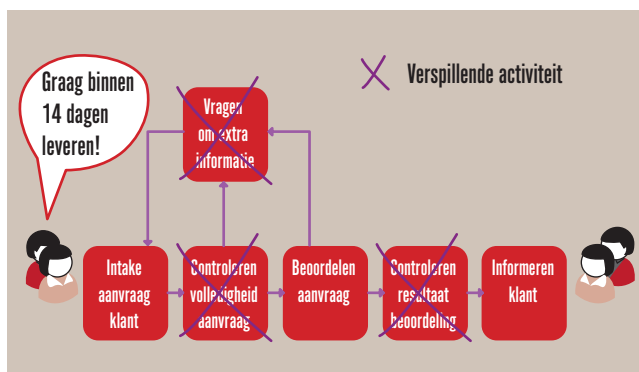 Graag binnen
14 dagen
leveren!
Verspillende activiteit
Vragen
om extra
informatie
Intake
aanvraag
klant
Controleren
volledigheid
aanvraag
Beoordelen
aanvraag
Controleren
resultaat
beoordeling
Informeren
klant